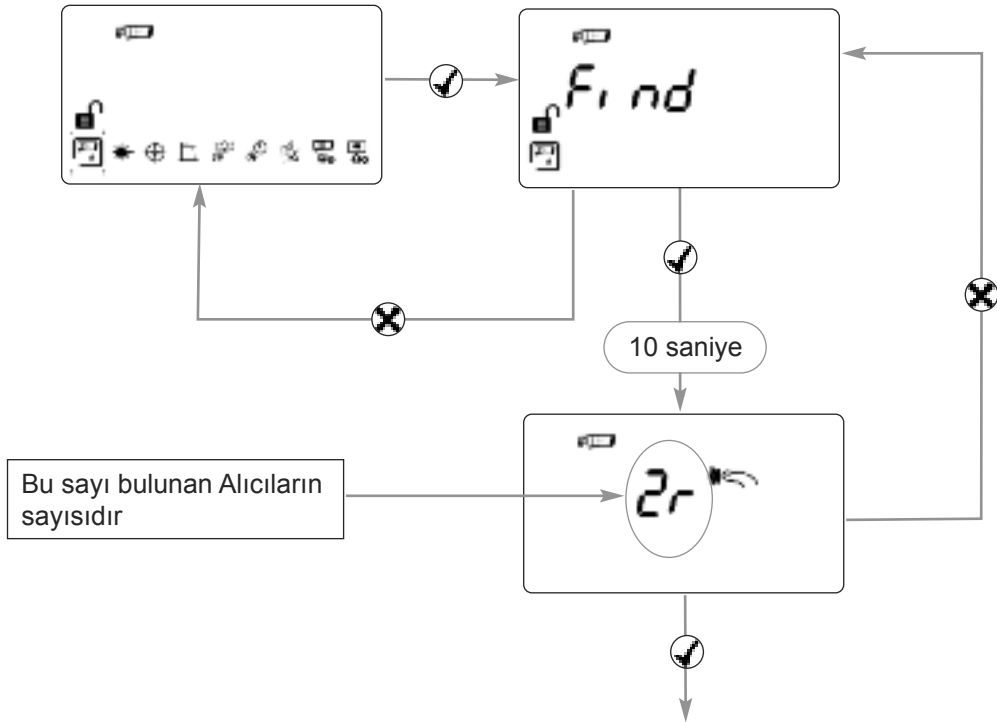 Find
10 saniye
Bu sayı bulunan Alıcıların
sayısıdır
2r